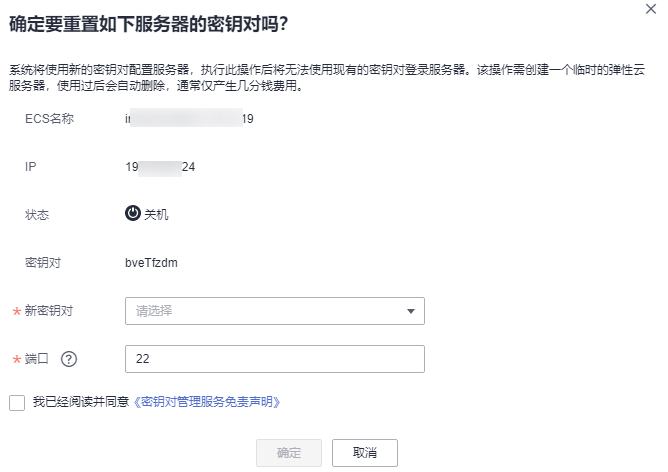 确定要重置如下服务器的密钥对吗?
系统将使用新的密钥对配置服务器，执行此操作后将无法使用现有的密钥对登录服务器。该操作需创建一个临时的弹性云
服务器，使用过后会自动删除，通常仅产生几分钱费用。
ECS名称 19
IP 19 24
状态 关机
密钥对 bveTfzdm
* 新密钥对 请选择
* 端口 ? 22
我已经阅读并同意《密钥对管理服务免责声明》
确定 取消